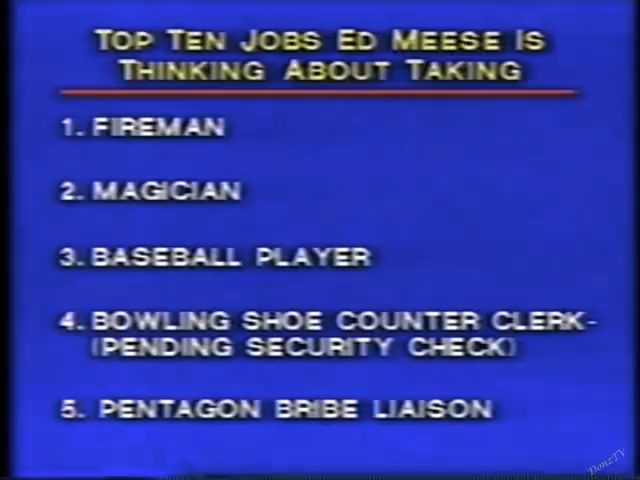 TOP TEN JOBS ED MEESE IS
THINKING ABOUT TAKING
1. FIREMAN
2. MAGICIAN
3. BASEBALL PLAYER
4. BOWLING SHOE COUNTER CLERK-
(PENDING SECURITY CHECK)
5. PENTAGON BRIBE LIAISON
DonzTV